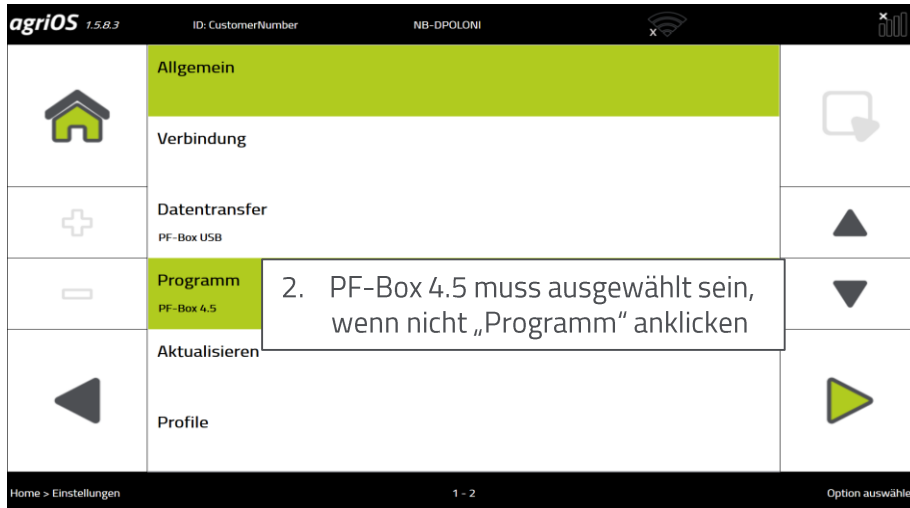 agriOS 1.5.8.3 ID: CustomerNumber NB-DPOLONI x x
Allgemein
Verbindung
Datentransfer
PF-Box USB
Programm
PF-Box 4.5
2. PF-Box 4.5 muss ausgewählt sein,
wenn nicht „Programm“ anklicken
Aktualisieren
Profile
Home > Einstellungen 1 - 2 Option auswähle